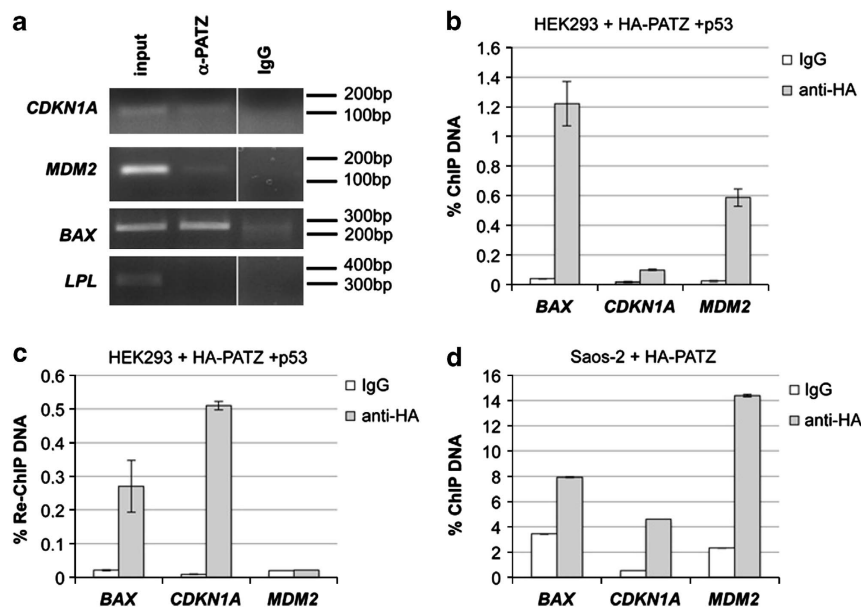 a
input
α-PATZ
IgG
CDKN1A
200bp
100bp
MDM2
200bp
100bp
BAX
300bp
200bp
LPL
400bp
300bp
b
HEK293 + HA-PATZ +p53
% ChIP DNA
1.6
1.4
1.2
1
0.8
0.6
0.4
0.2
0
BAX
CDKN1A
MDM2
IgG
anti-HA
c
HEK293 + HA-PATZ +p53
% Re-ChIP DNA
0.6
0.5
0.4
0.3
0.2
0.1
0
BAX
CDKN1A
MDM2
IgG
anti-HA
d
Saos-2 + HA-PATZ
% ChIP DNA
16
14
12
10
8
6
4
2
0
BAX
CDKN1A
MDM2
IgG
anti-HA